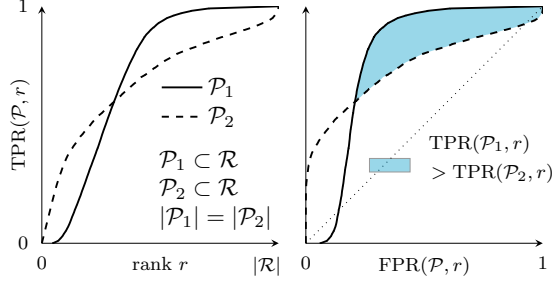 1
TPR(𝒫, r)
0
𝒫₁
𝒫₂
𝒫₁ ⊂ ℛ
𝒫₂ ⊂ ℛ
|𝒫₁| = |𝒫₂|
0
rank r
|ℛ|
TPR(𝒫₁, r)
> TPR(𝒫₂, r)
0
FPR(𝒫, r)
1